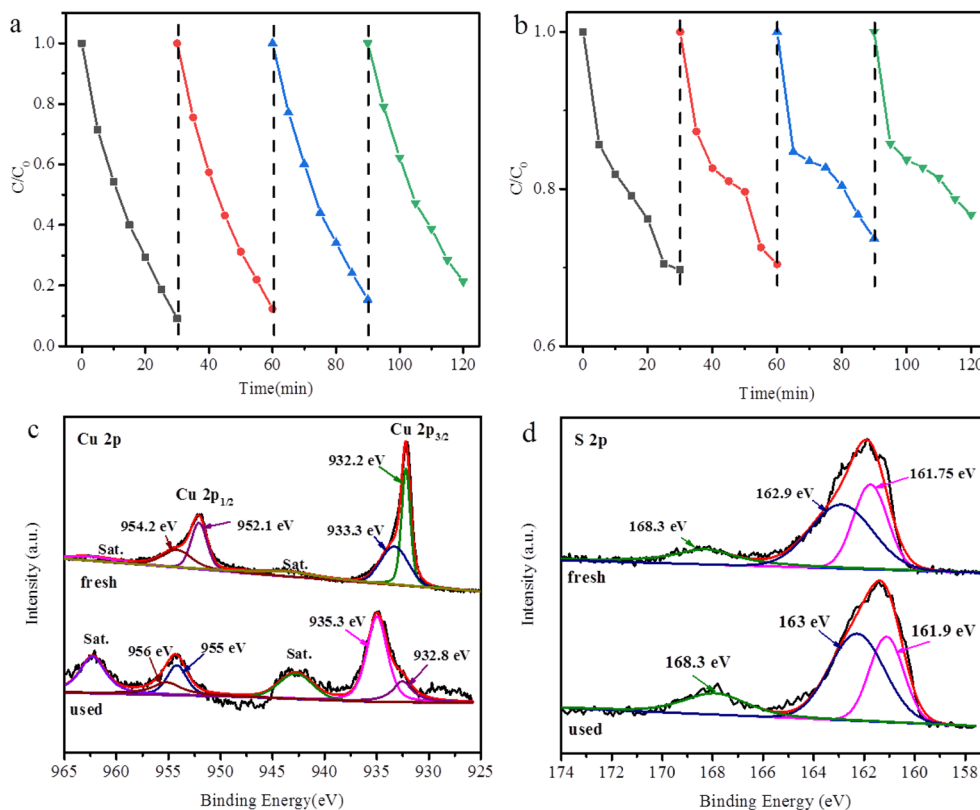 a
C/C0
1.0
0.8
0.6
0.4
0.2
0.0
0 20 40 60 80 100 120
Time(min)
b
C/C0
1.0
0.8
0.6
0 20 40 60 80 100 120
Time(min)
c
Cu 2p
Cu 2p3/2
932.2 eV
Cu 2p1/2
954.2 eV
952.1 eV
933.3 eV
Sat.
Sat.
fresh
935.3 eV
Sat.
956 eV
955 eV
Sat.
932.8 eV
used
Intensity (a.u.)
965 960 955 950 945 940 935 930 925
Binding Energy(eV)
d
S 2p
161.75 eV
162.9 eV
168.3 eV
fresh
163 eV
161.9 eV
168.3 eV
used
Intensity (a.u.)
174 172 170 168 166 164 162 160 158
Binding Energy (eV)